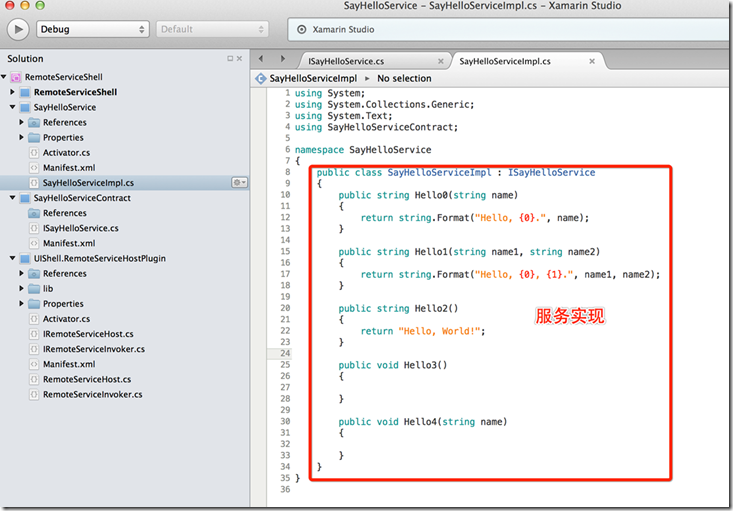 SayHelloService – SayHelloServiceImpl.cs – Xamarin Studio
Debug
Default
Xamarin Studio
Solution
RemoteServiceShell
RemoteServiceShell
SayHelloService
References
Properties
Activator.cs
Manifest.xml
SayHelloServiceImpl.cs
SayHelloServiceContract
References
ISayHelloService.cs
Manifest.xml
UIShell.RemoteServiceHostPlugin
References
lib
Properties
Activator.cs
IRemoteServiceHost.cs
IRemoteServiceInvoker.cs
Manifest.xml
RemoteServiceHost.cs
RemoteServiceInvoker.cs
ISayHelloService.cs
SayHelloServiceImpl.cs
SayHelloServiceImpl
No selection
1 using System;
2 using System.Collections.Generic;
3 using System.Text;
4 using SayHelloServiceContract;
5
6 namespace SayHelloService
7 {
8 public class SayHelloServiceImpl : ISayHelloService
9 {
10 public string Hello0(string name)
11 {
12 return string.Format("Hello, {0}.", name);
13 }
14
15 public string Hello1(string name1, string name2)
16 {
17 return string.Format("Hello, {0}, {1}.", name1, name2);
18 }
19
20 public string Hello2()
21 {
22 return "Hello, World!";
23 }
24
25 public void Hello3()
26 {
27
28 }
29
30 public void Hello4(string name)
31 {
32
33 }
34 }
35 }
36
服务实现